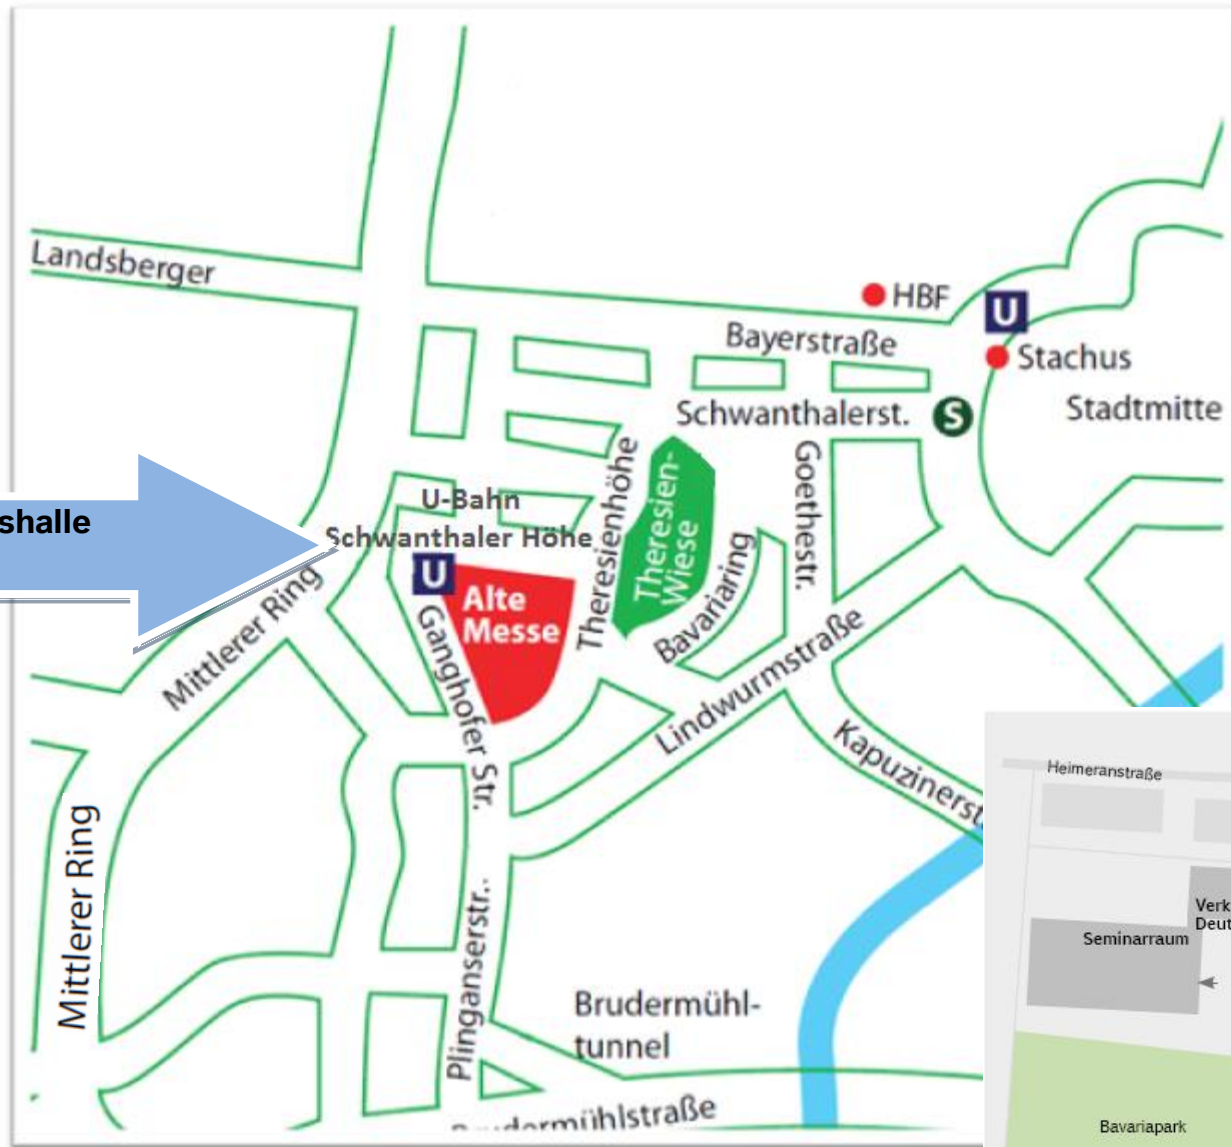 Landsberger
HBF
U
Bayerstraße
Stachus
Schwanthalerst.
S
Stadtmitte
shalle
U-Bahn
Schwanthaler Höhe
U
Alte
Messe
Theresienhöhe
Theresien-
Wiese
Goethestr.
Bavariaring
Mittlerer Ring
Ganghofer Str.
Lindwurmstraße
Kapuzinerst
Mittlerer Ring
Plinganserstr..
Brudermühl-
tunnel
Brudermühlstraße
Heimeranstraße
Verk
Deut
Seminarraum
Bavariapark